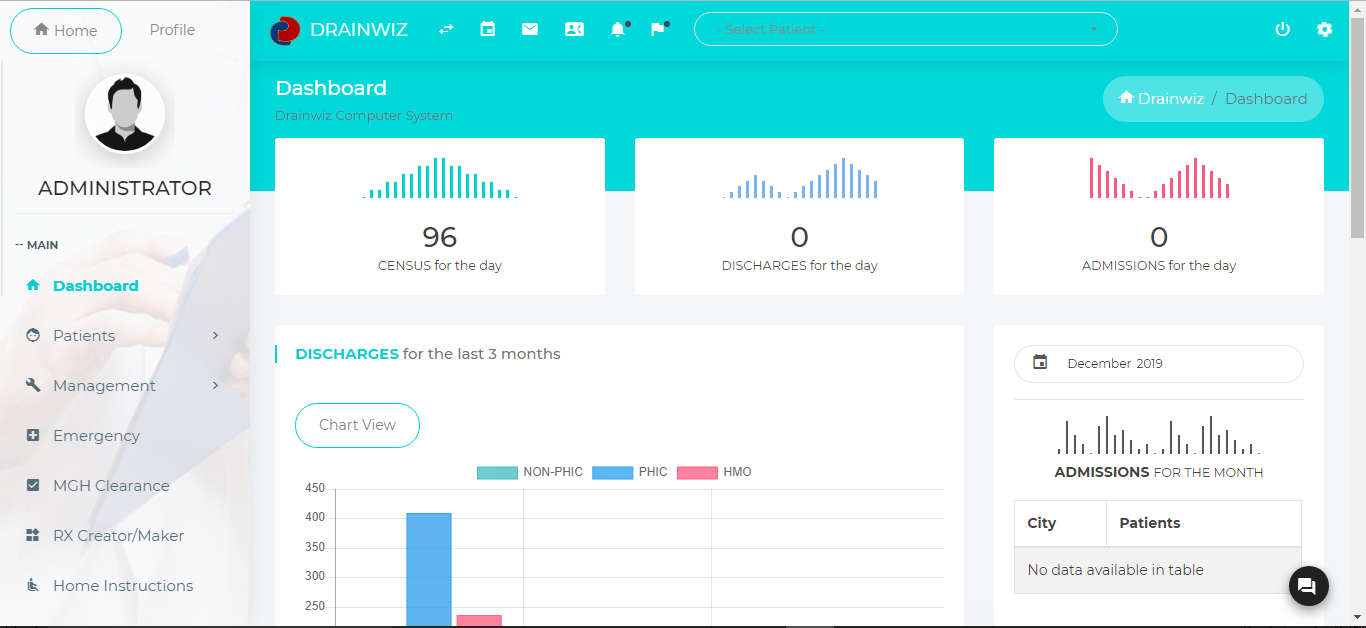 Home
Profile
ADMINISTRATOR
-- MAIN
Dashboard
Patients
Management
Emergency
MGH Clearance
RX Creator/Maker
Home Instructions
DRAINWIZ
- Select Patient -
Dashboard
Drainwiz Computer System
Drainwiz / Dashboard
96
CENSUS for the day
0
DISCHARGES for the day
0
ADMISSIONS for the day
DISCHARGES for the last 3 months
Chart View
NON-PHIC PHIC HMO
450
400
350
300
250
December 2019
ADMISSIONS FOR THE MONTH
City Patients
No data available in table